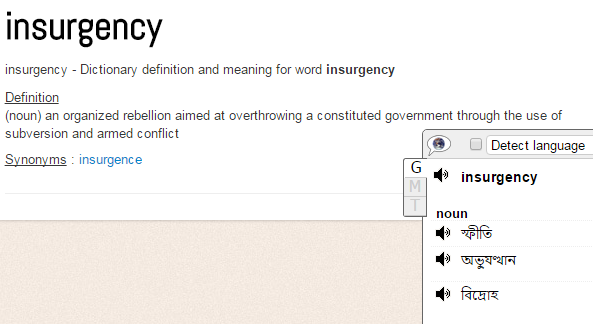 insurgency
insurgency - Dictionary definition and meaning for word insurgency
Definition
(noun) an organized rebellion aimed at overthrowing a constituted government through the use of
subversion and armed conflict
Synonyms : insurgence
Detect language
G
M
T
insurgency
noun
স্ফীতি
অভ্যুত্থান
বিদ্রোহ